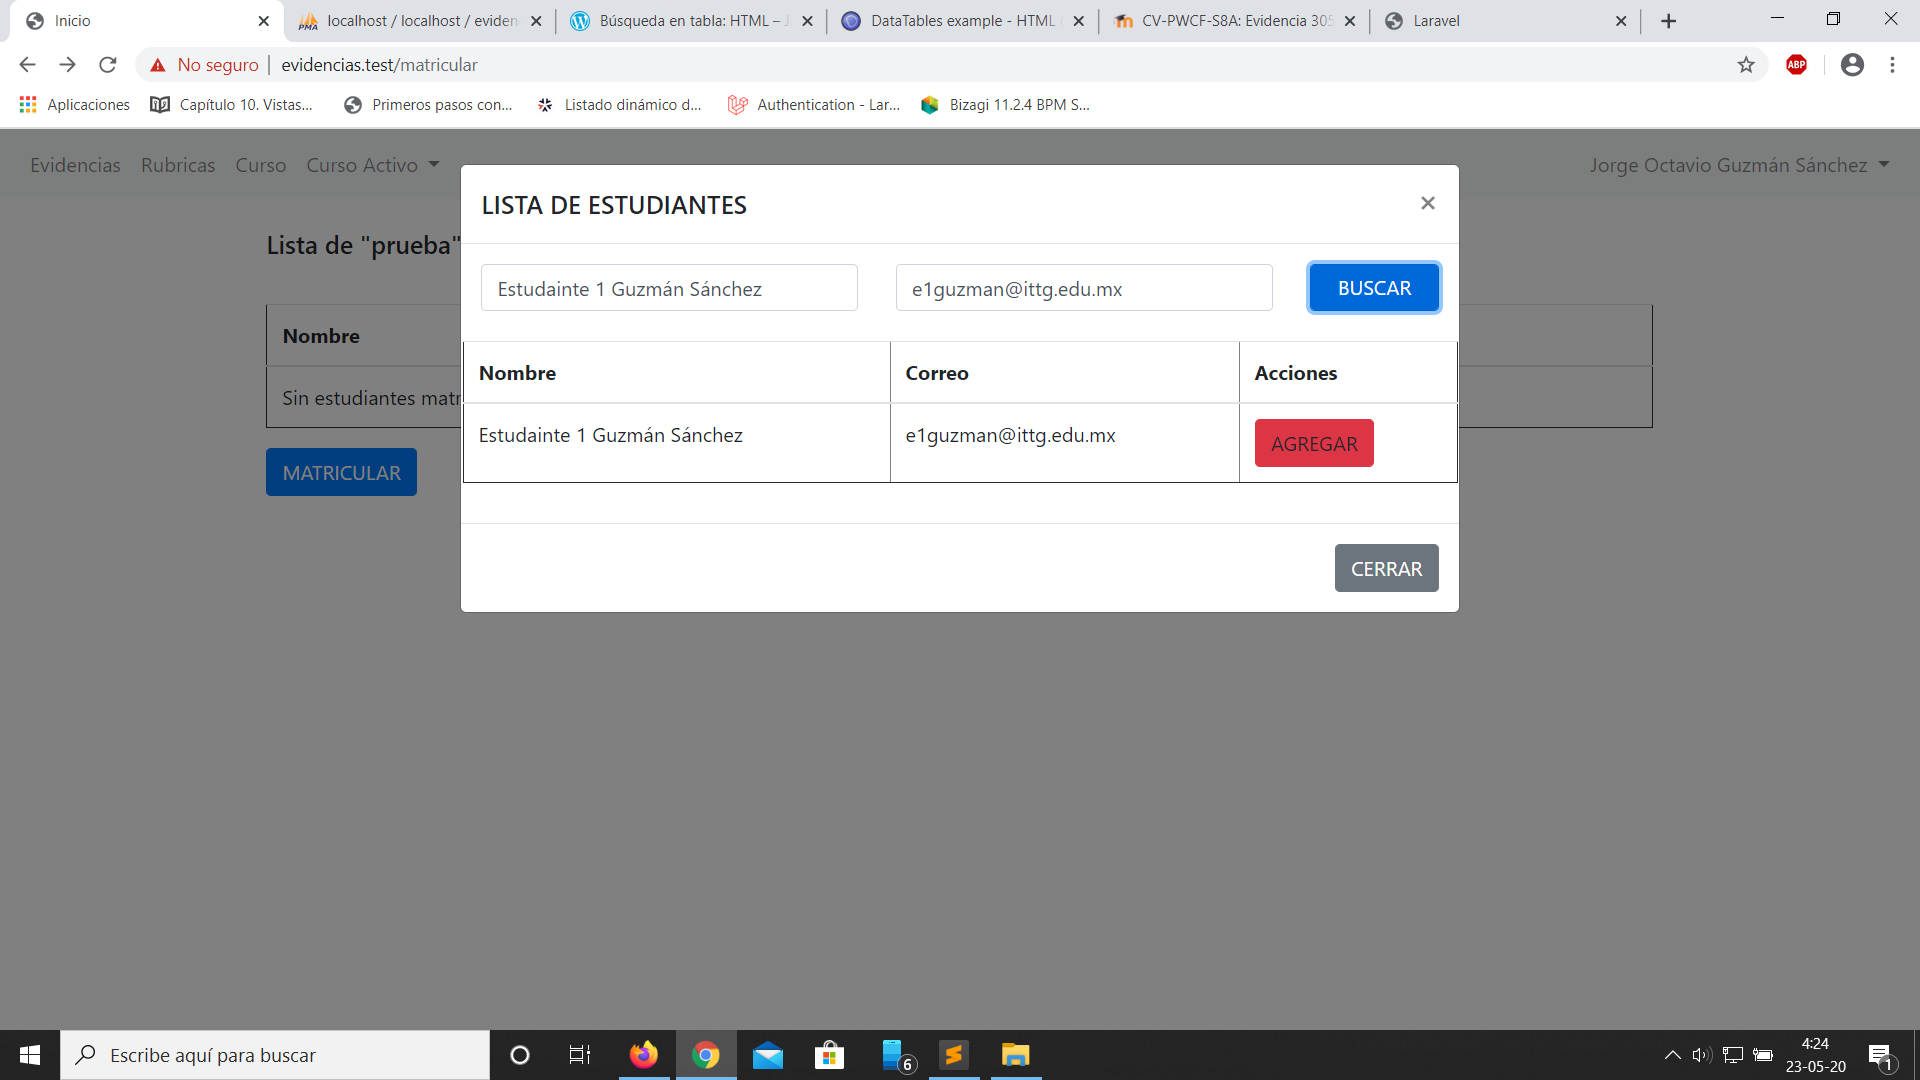 Inicio
localhost / localhost / eviden
Búsqueda en tabla: HTML –
DataTables example - HTML
CV-PWCF-S8A: Evidencia 305
Laravel
No seguro
evidencias.test/matricular
ABP
Aplicaciones
Capítulo 10. Vistas...
Primeros pasos con...
Listado dinámico d...
Authentication - Lar...
Bizagi 11.2.4 BPM S...
Evidencias
Rubricas
Curso
Curso Activo
Jorge Octavio Guzmán Sánchez
LISTA DE ESTUDIANTES
Lista de "prueba"
Estudainte 1 Guzmán Sánchez
e1guzman@ittg.edu.mx
BUSCAR
Nombre
Sin estudiantes matr
MATRICULAR
Nombre
Correo
Acciones
Estudainte 1 Guzmán Sánchez
e1guzman@ittg.edu.mx
AGREGAR
CERRAR
Escribe aquí para buscar
6
4:24
23-05-20
1